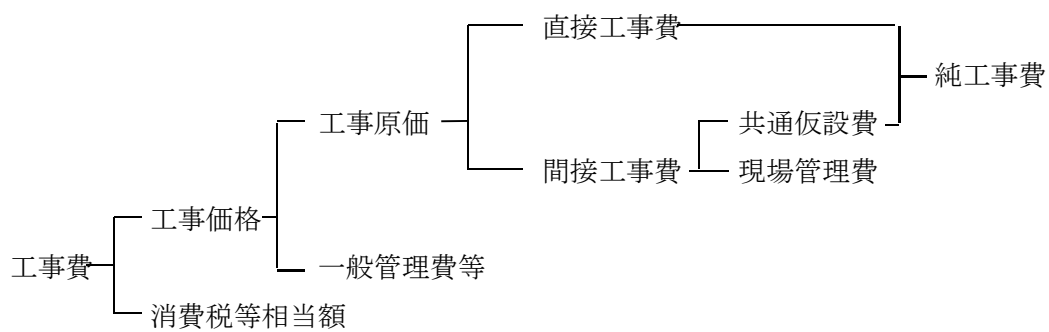 直接工事費
純工事費
工事原価
共通仮設費
間接工事費
現場管理費
工事価格
工事費
一般管理費等
消費税等相当額